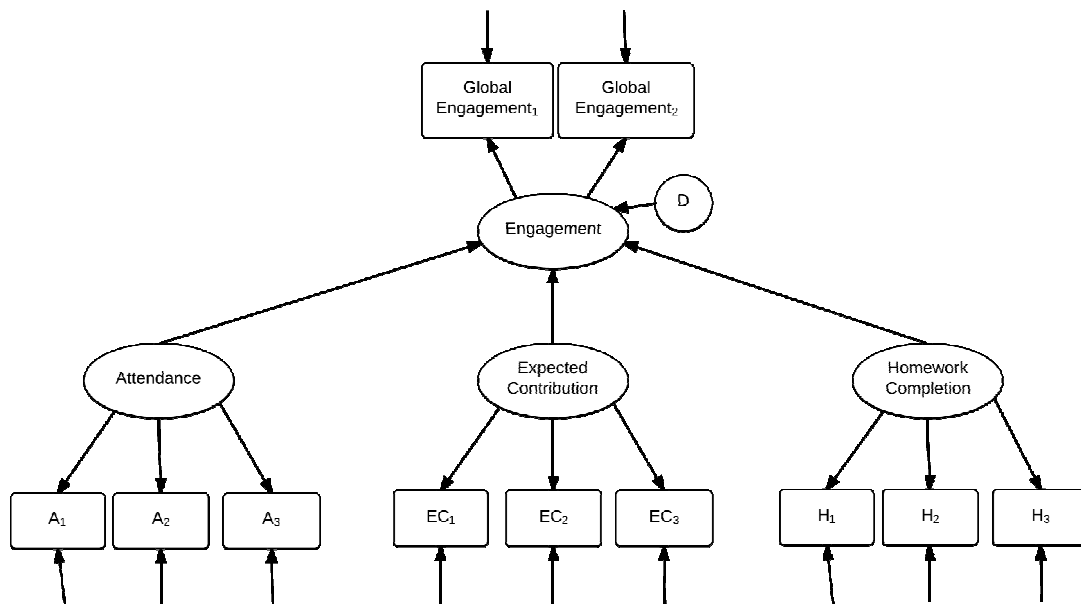 Global
Engagement₁
Global
Engagement₂
D
Engagement
Attendance
Expected
Contribution
Homework
Completion
A₁
A₂
A₃
EC₁
EC₂
EC₃
H₁
H₂
H₃